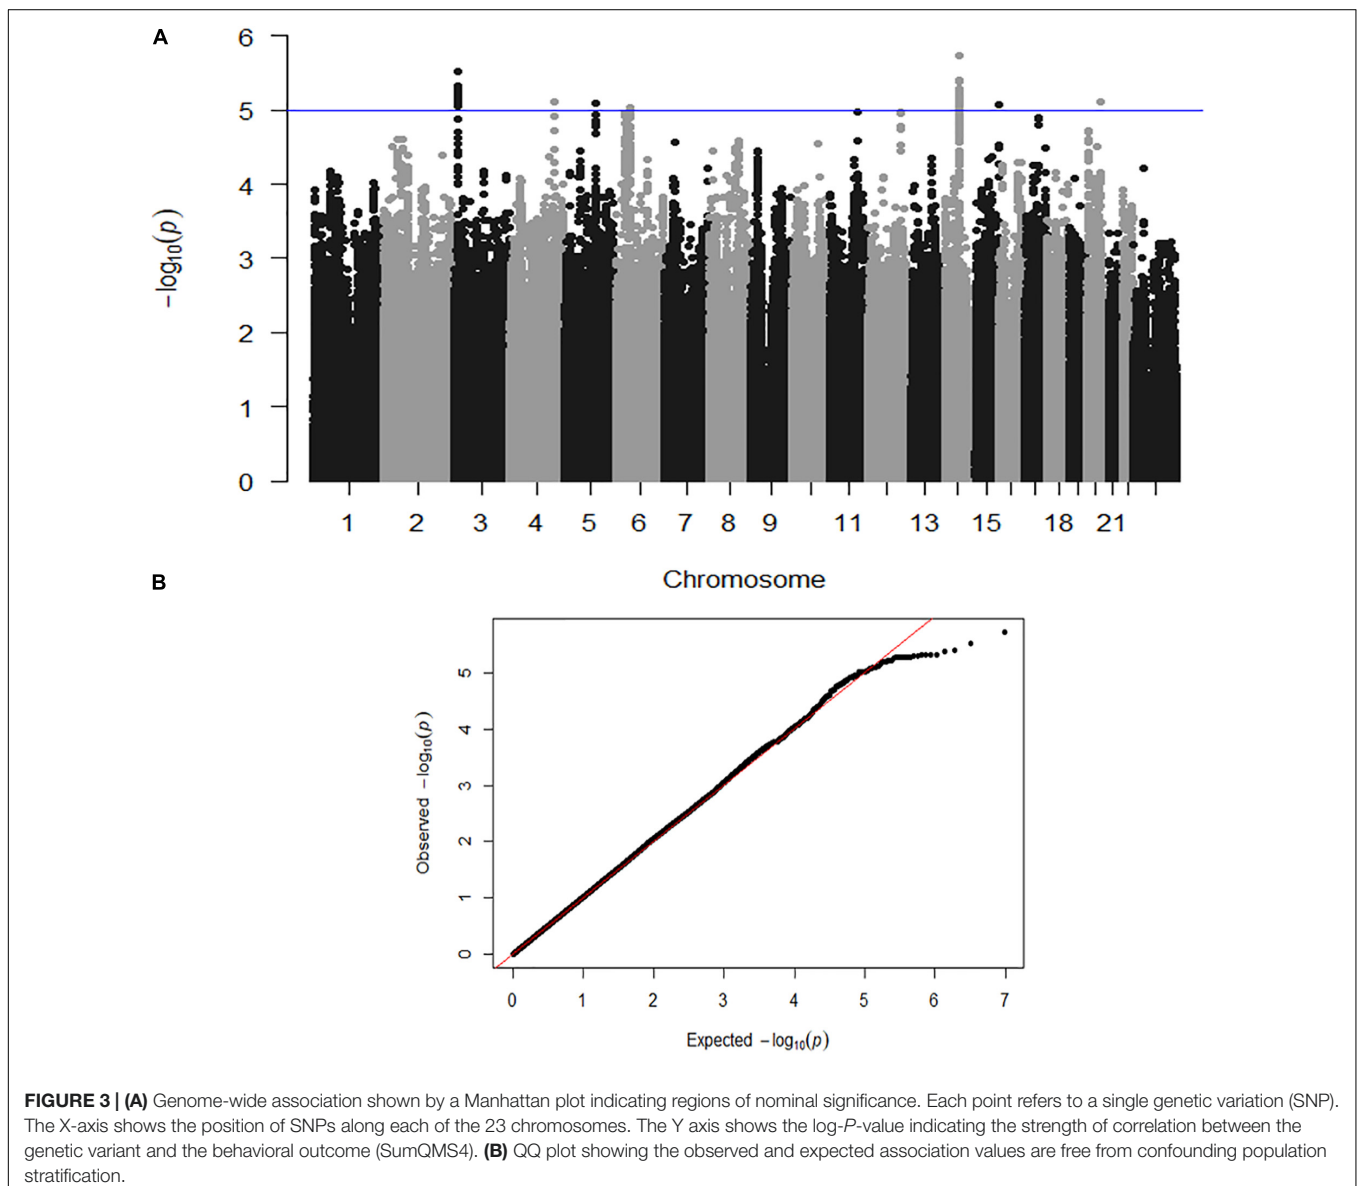 A
6
5
4
3
2
1
0
−log10(p)
1 2 3 4 5 6 7 8 9 11 13 15 18 21
Chromosome
B
5
4
3
2
1
0
Observed −log10(p)
0 1 2 3 4 5 6 7
Expected −log10(p)
FIGURE 3 | (A) Genome-wide association shown by a Manhattan plot indicating regions of nominal significance. Each point refers to a single genetic variation (SNP).
The X-axis shows the position of SNPs along each of the 23 chromosomes. The Y axis shows the log-P-value indicating the strength of correlation between the
genetic variant and the behavioral outcome (SumQMS4). (B) QQ plot showing the observed and expected association values are free from confounding population
stratification.